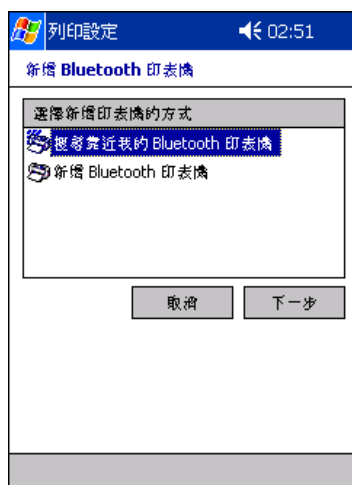 列印設定 02:51
新增 Bluetooth 印表機
選擇新增印表機的方式
搜尋靠近我的 Bluetooth 印表機
新增 Bluetooth 印表機
取消 下一步